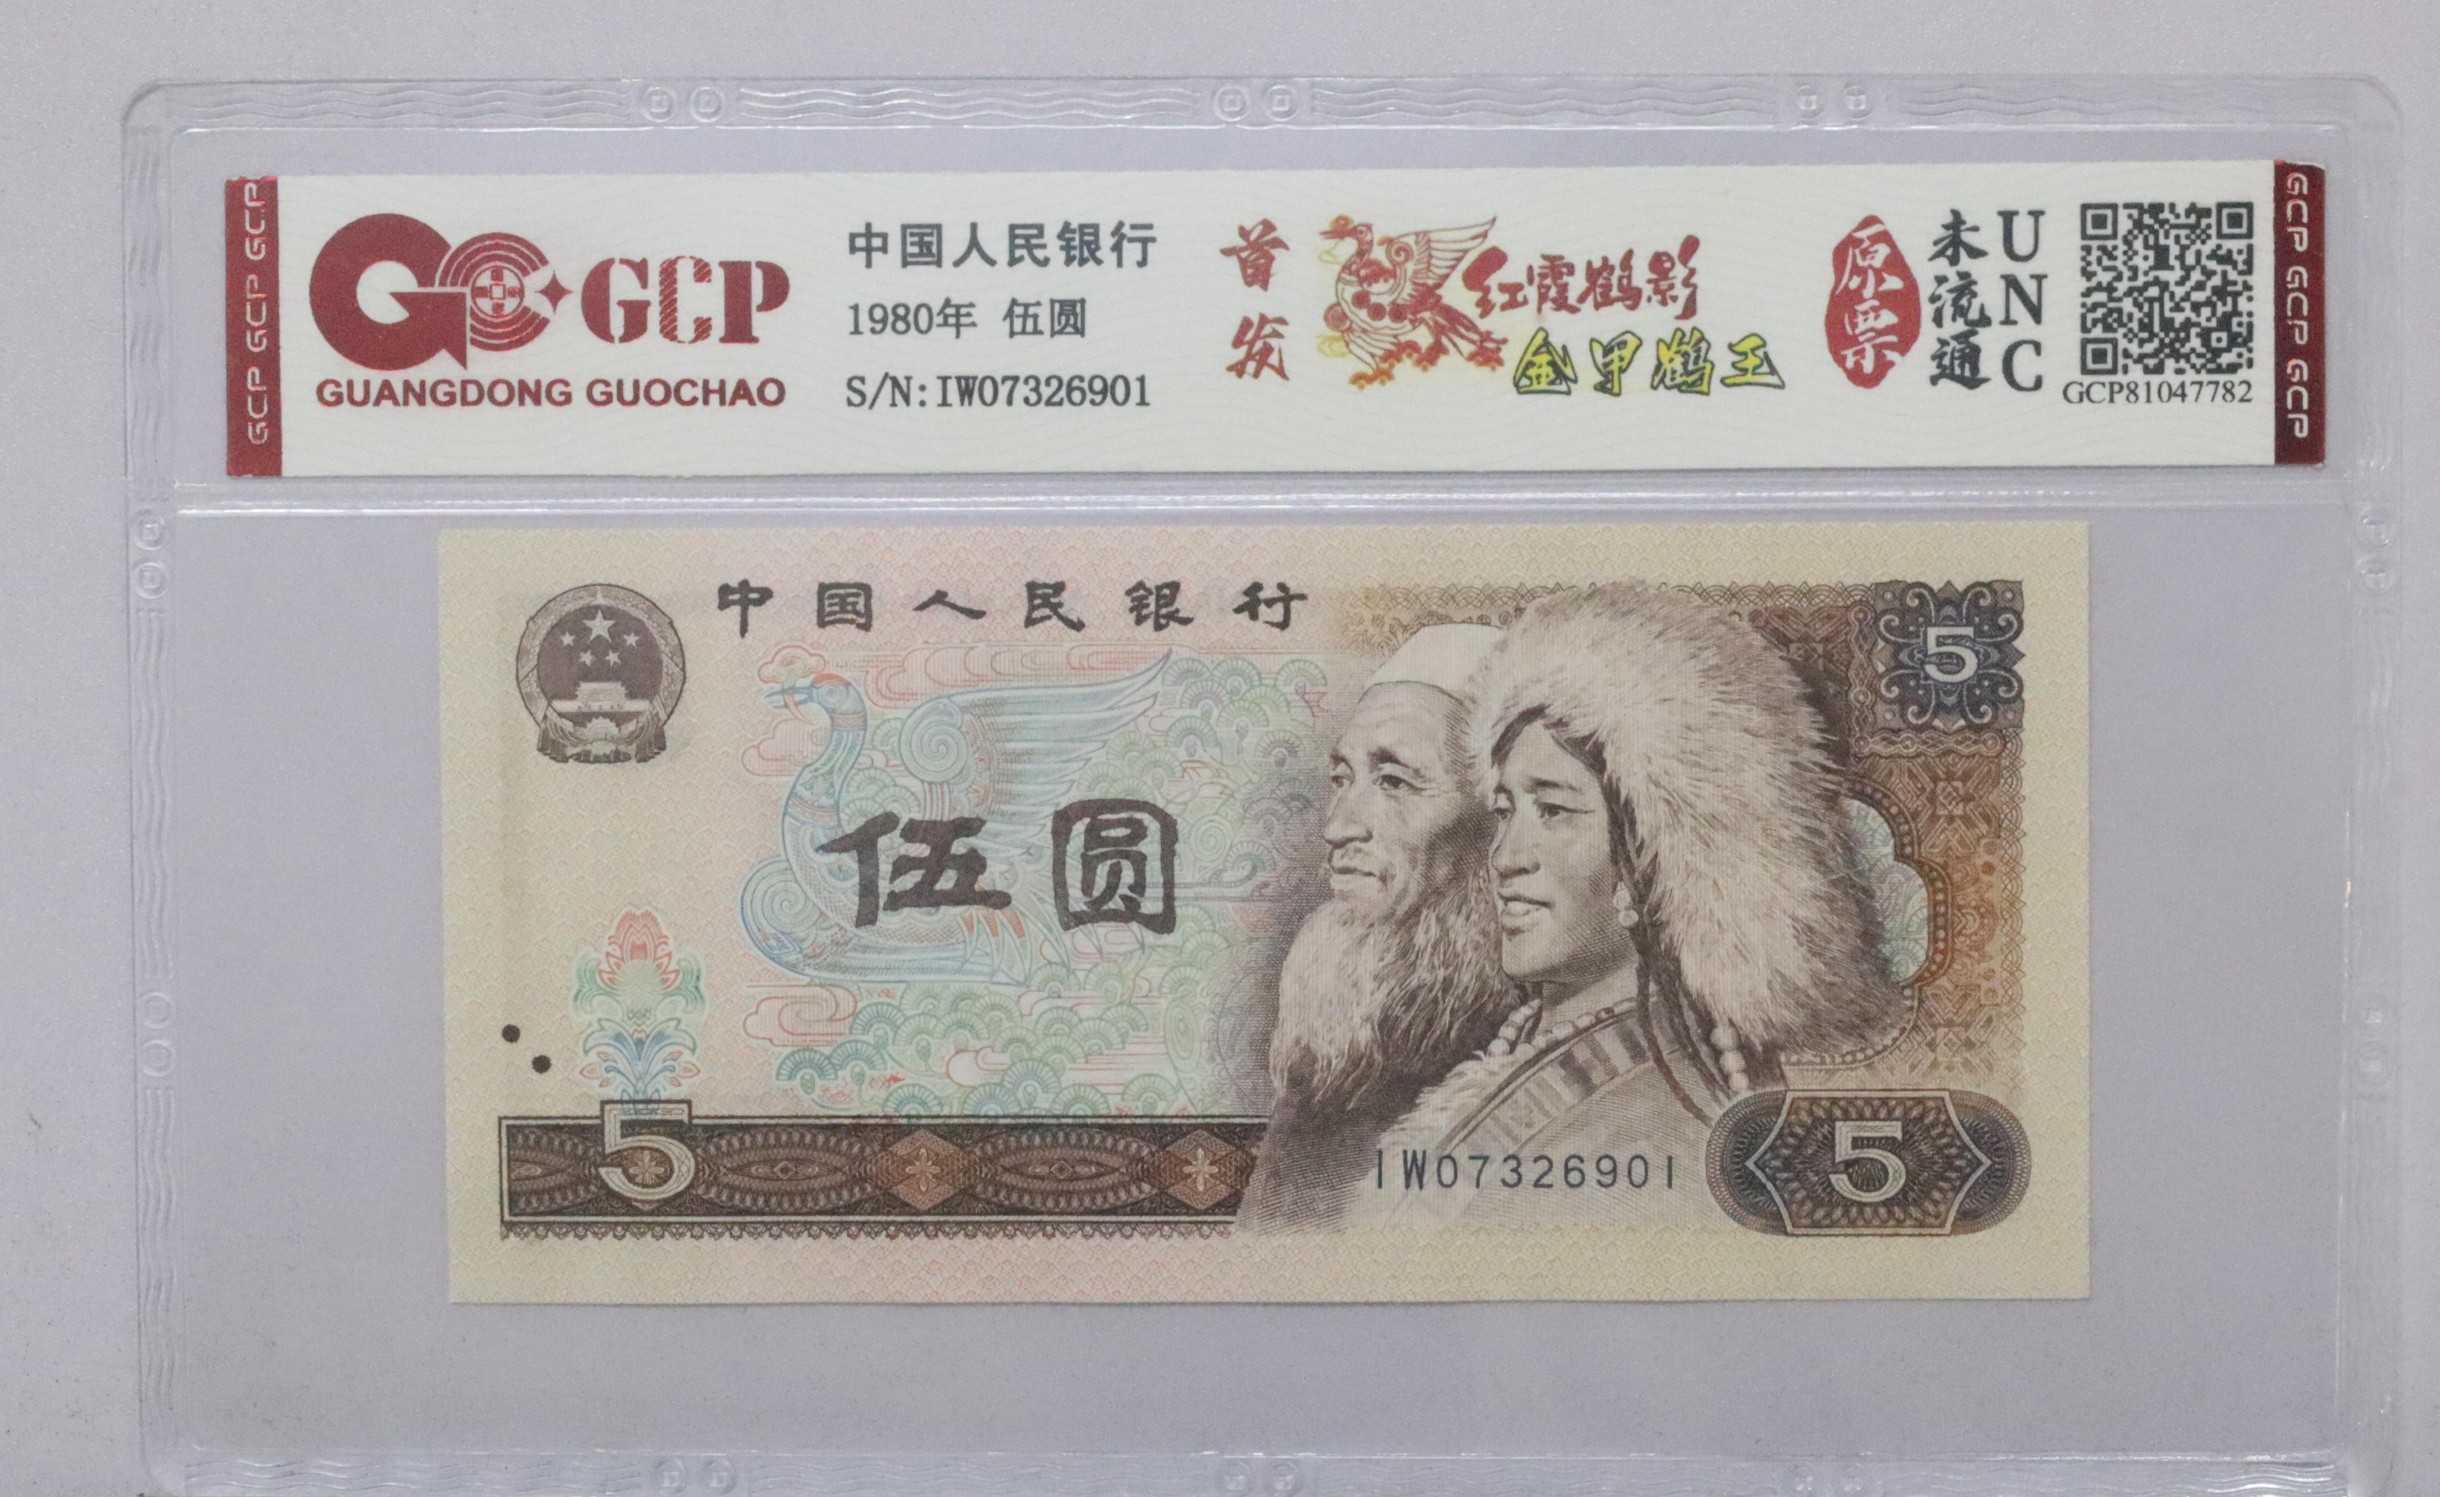 GCP GCP GCP
GCP
GUANGDONG GUOCHAO
中国人民银行
1980年 伍圆
S/N:IW07326901
首发
红霞鹤影
金甲鹤王
原票
未流通
UNC
GCP81047782
GCP GCP GCP
中国人民银行
5
伍圆
5
IW07326901
5